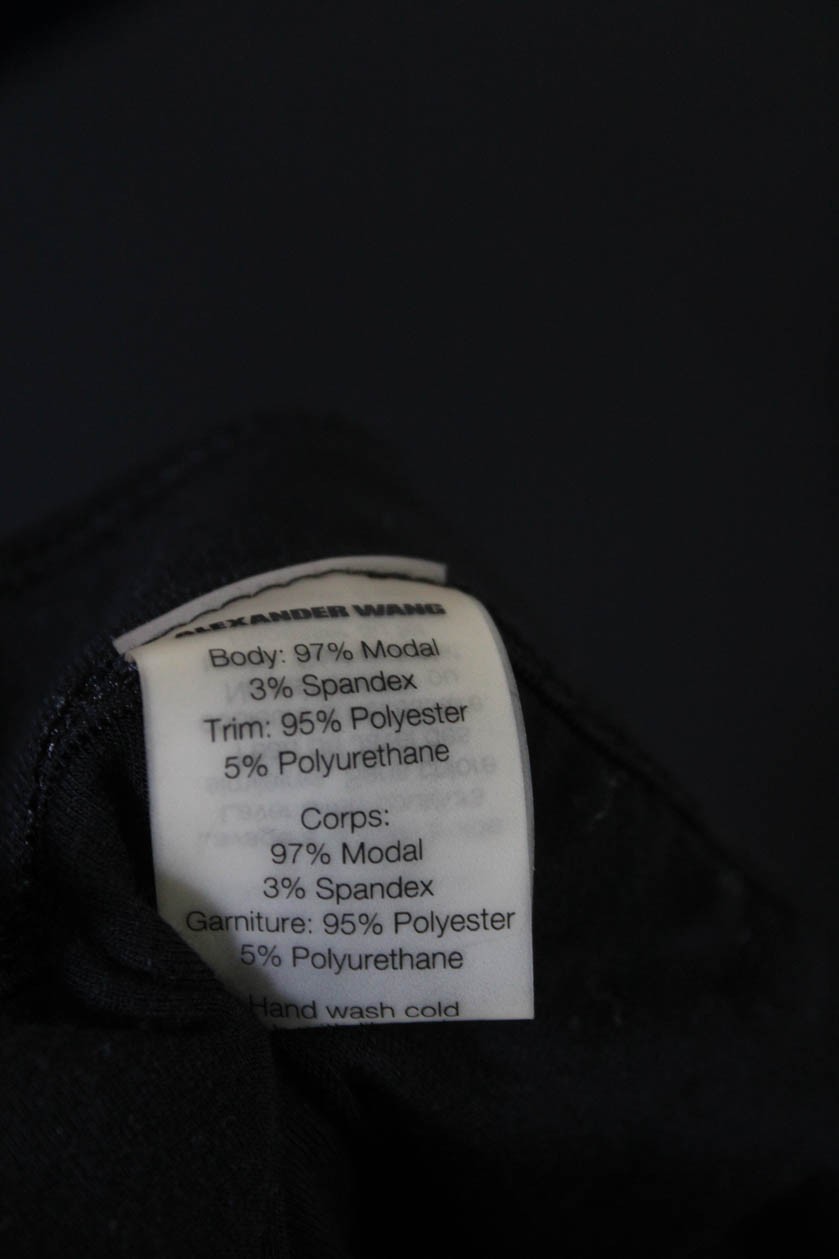 ALEXANDER WANG
Body: 97% Modal
3% Spandex
Trim: 95% Polyester
5% Polyurethane
Corps:
97% Modal
3% Spandex
Garniture: 95% Polyester
5% Polyurethane
Hand wash cold